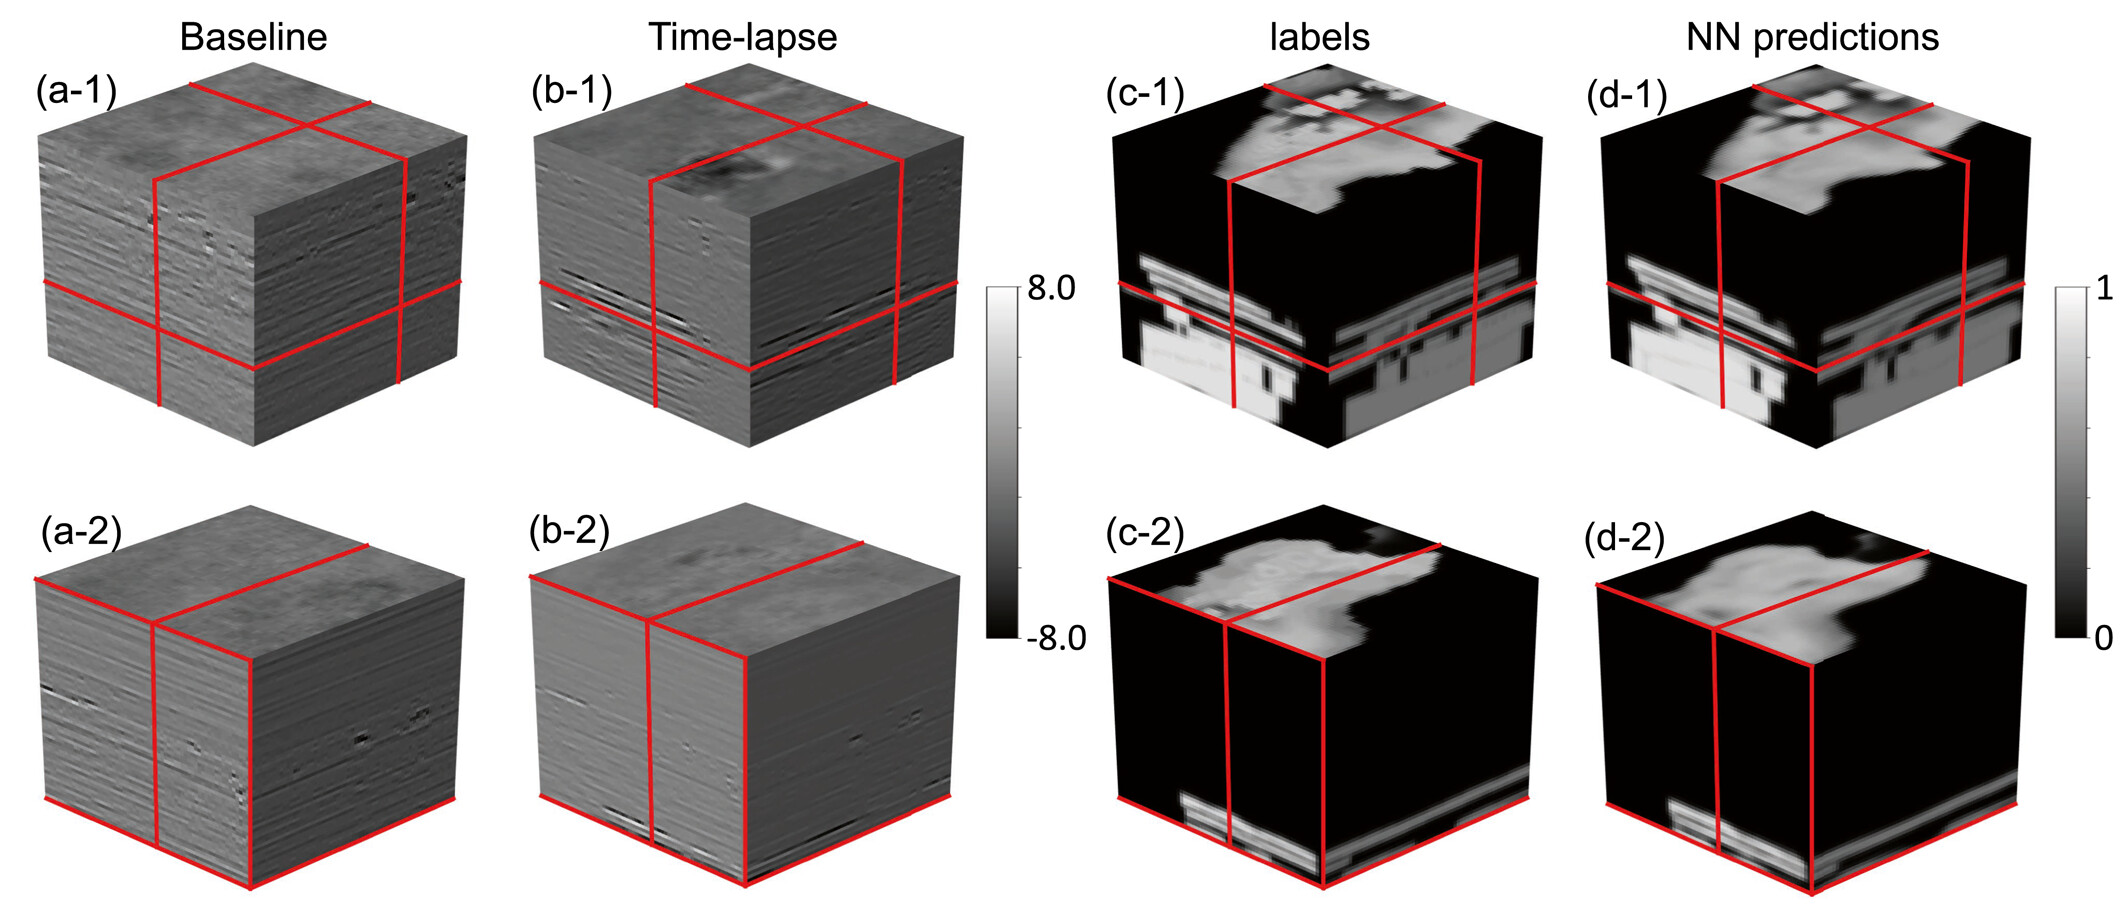 Baseline
Time-lapse
labels
NN predictions
(a-1)
(b-1)
(c-1)
(d-1)
8.0
-8.0
1
0
(a-2)
(b-2)
(c-2)
(d-2)